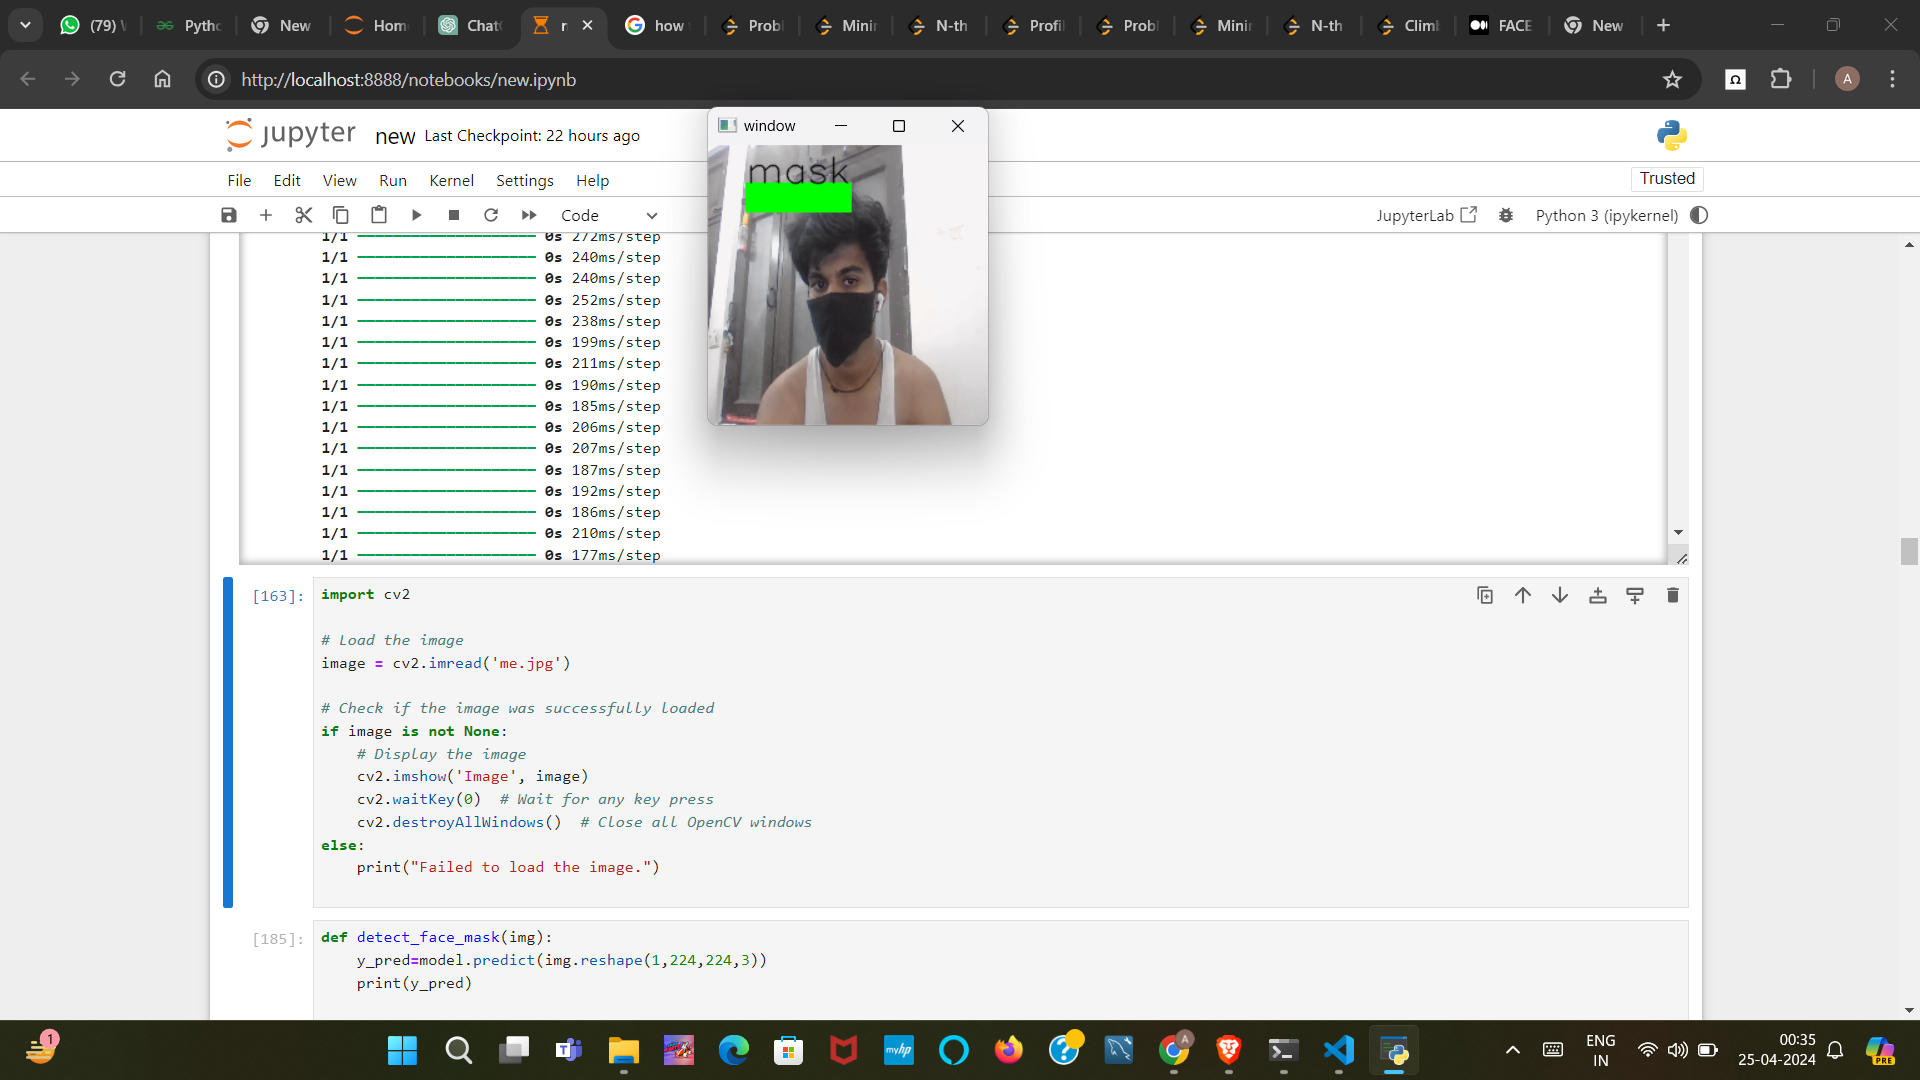 (79) W
Pytho
New
Hom
Chat
n
how t
Probl
Minin
N-th
Profil
Probl
Minin
N-th
Climb
FACE
New
http://localhost:8888/notebooks/new.ipynb
A
jupyter new Last Checkpoint: 22 hours ago
window
File Edit View Run Kernel Settings Help
Trusted
Code
JupyterLab
Python 3 (ipykernel)
mask
1/1 0s 272ms/step
1/1 0s 240ms/step
1/1 0s 240ms/step
1/1 0s 252ms/step
1/1 0s 238ms/step
1/1 0s 199ms/step
1/1 0s 211ms/step
1/1 0s 190ms/step
1/1 0s 185ms/step
1/1 0s 206ms/step
1/1 0s 207ms/step
1/1 0s 187ms/step
1/1 0s 192ms/step
1/1 0s 186ms/step
1/1 0s 210ms/step
1/1 0s 177ms/step
[163]: import cv2
# Load the image
image = cv2.imread('me.jpg')
# Check if the image was successfully loaded
if image is not None:
# Display the image
cv2.imshow('Image', image)
cv2.waitKey(0) # Wait for any key press
cv2.destroyAllWindows() # Close all OpenCV windows
else:
print("Failed to load the image.")
[185]: def detect_face_mask(img):
y_pred=model.predict(img.reshape(1,224,224,3))
print(y_pred)
1
myhp
A
ENG
IN
00:35
25-04-2024
PRE